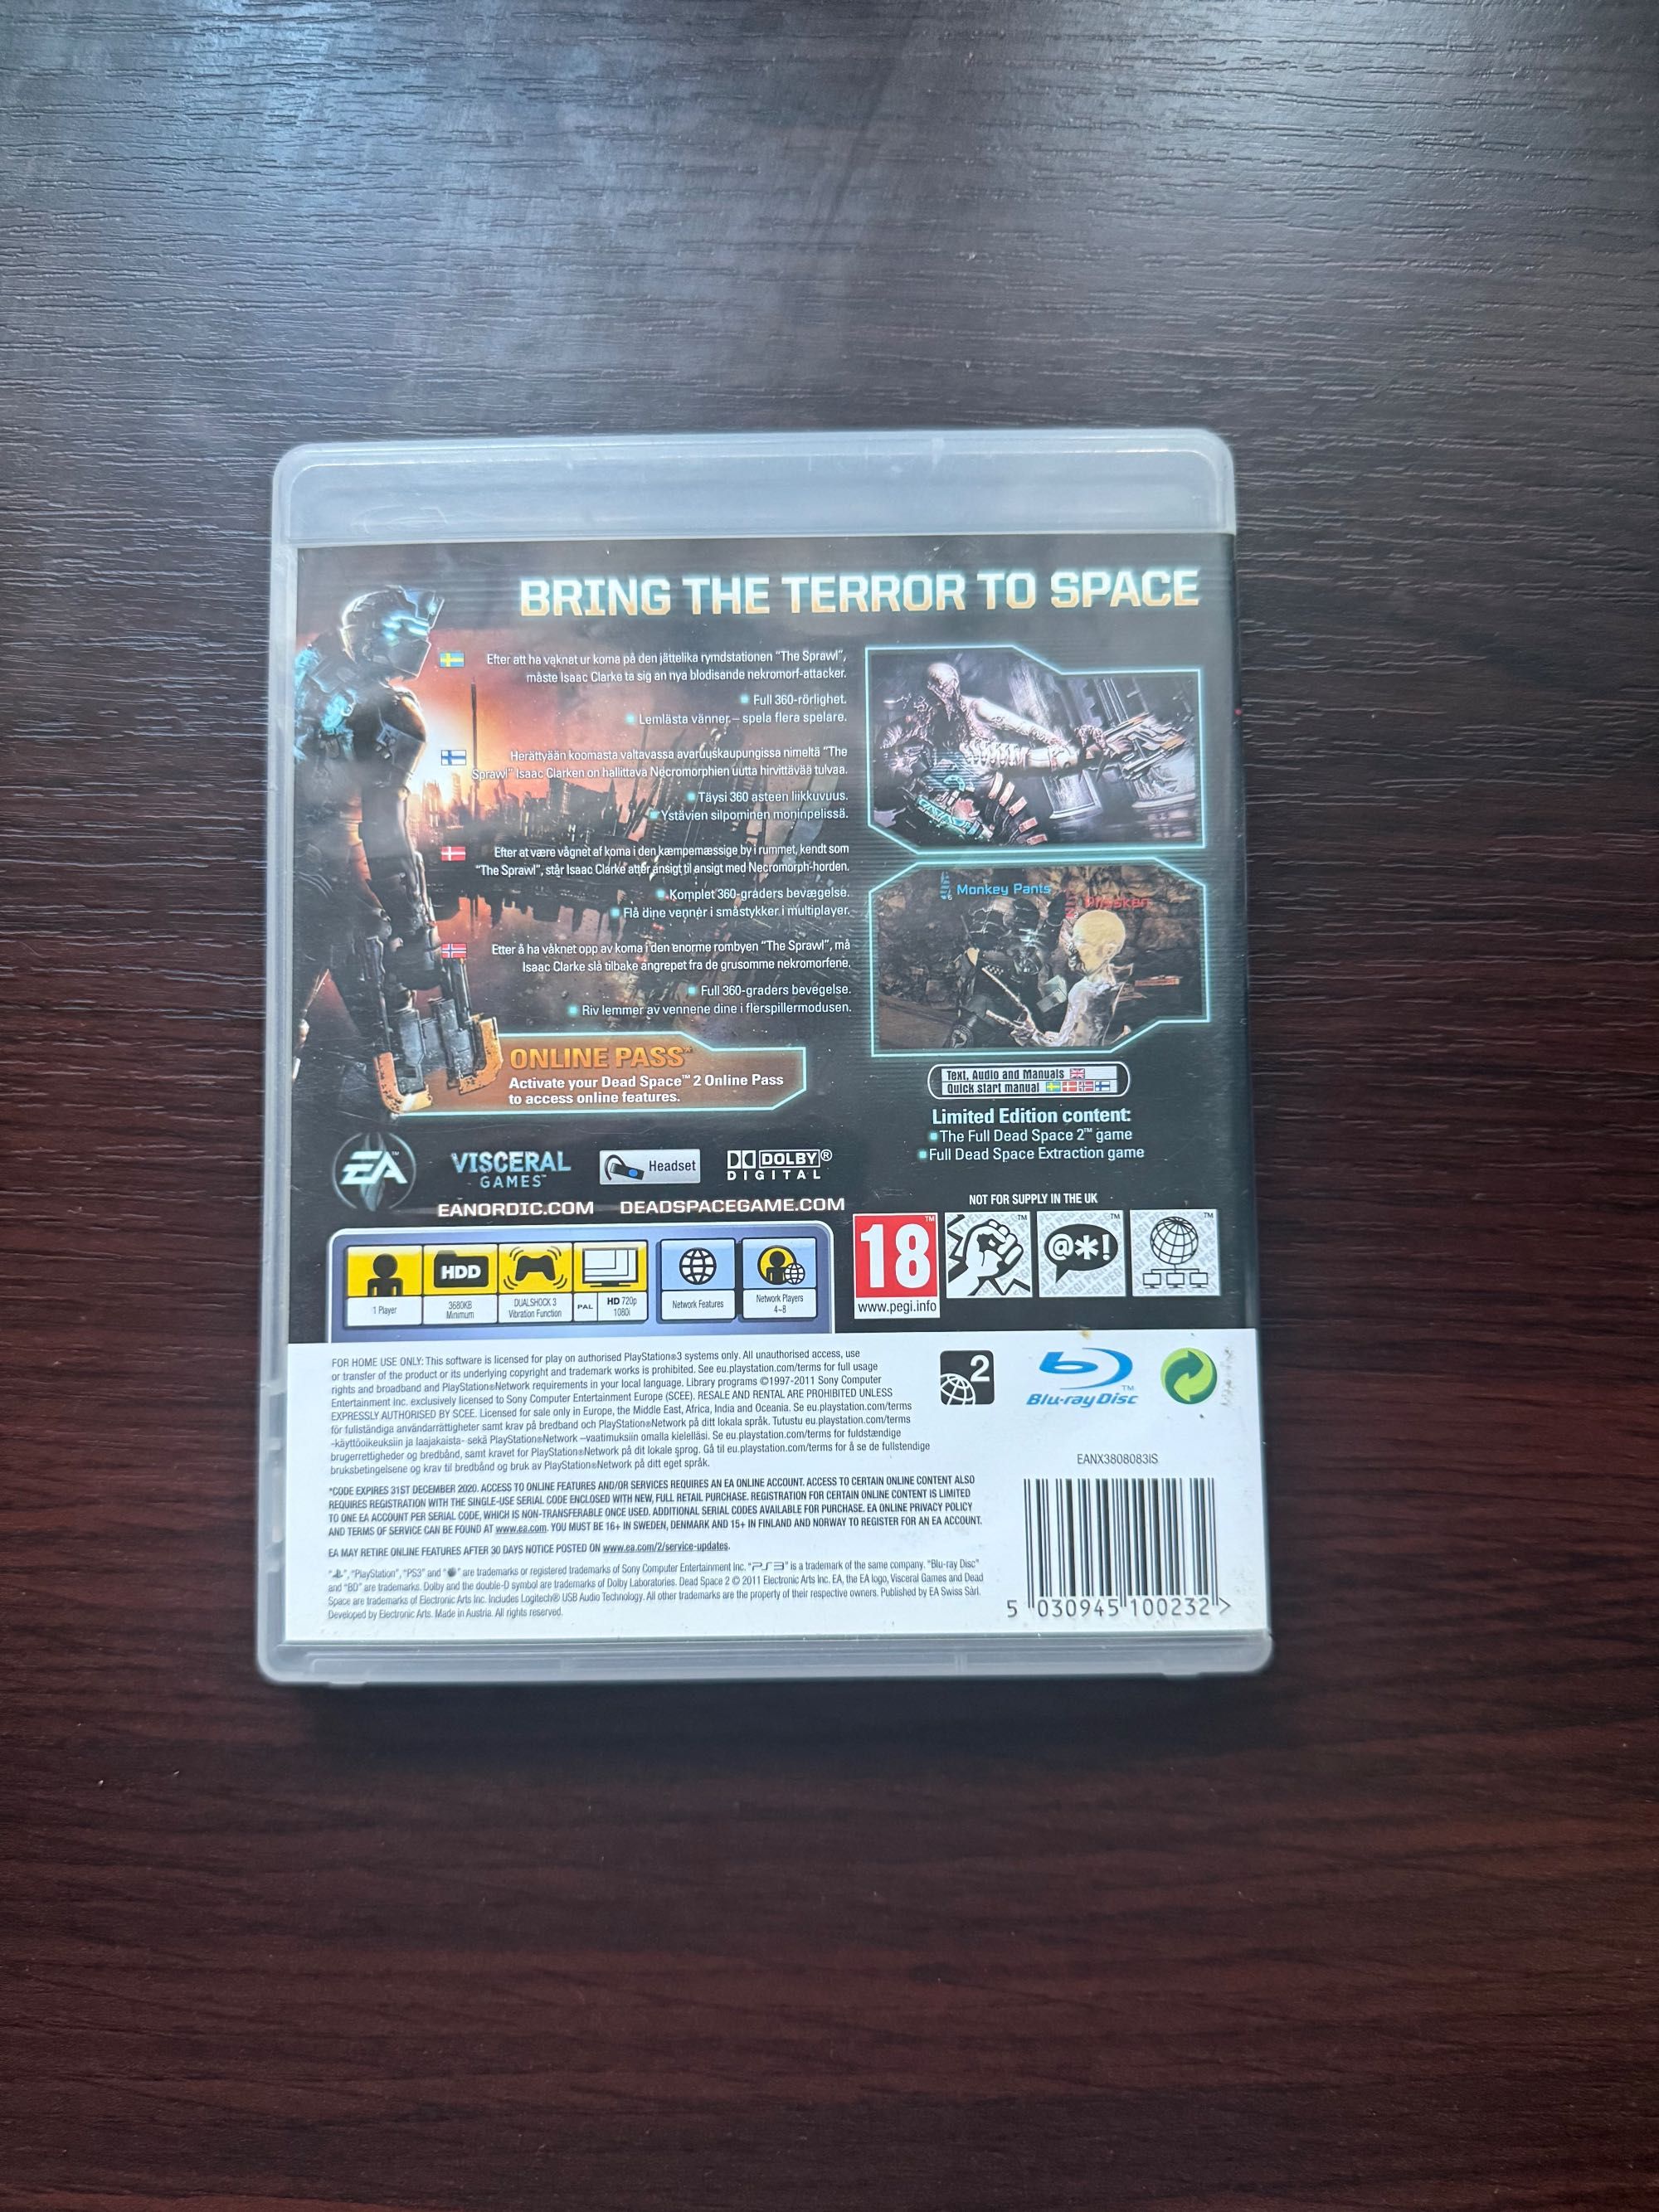 BRING THE TERROR TO SPACE
Efter att ha vaknat ur koma på den jättelika rymdstationen "The Sprawl",
måste Isaac Clarke ta sig an nya blodisande nekromorf-attacker.
Full 360-rörlighet.
Lemlästa vänner – spela flera spelare.
Herättyään koomasta valtavassa avaruuskaupungissa nimeltä "The
Sprawl" Isaac Clarken on hallittava Necromorphien uutta hirvittävää tulvaa.
Täysi 360 asteen liikkuvuus.
Ystävien silpominen moninpelissä.
Efter at være vågnet af koma i den kæmpemæssige by i rummet, kendt som
"The Sprawl", står Isaac Clarke atter ansigt til ansigt med Necromorph-horden.
Komplet 360-graders bevægelse.
Flå dine venner i småstykker i multiplayer.
Etter å ha våknet opp av koma i den enorme rombyen "The Sprawl", må
Isaac Clarke slå tilbake angrepet fra de grusomme nekromorfene.
Full 360-graders bevegelse.
Riv lemmer av vennene dine i flerspillermodusen.
Monkey Pants
ONLINE PASS™
Activate your Dead Space™ 2 Online Pass
to access online features.
Text, Audio and Manuals
Quick start manual
Limited Edition content:
The Full Dead Space 2™ game
Full Dead Space Extraction game
EA™
VISCERAL
GAMES™
Headset
DOLBY®
DIGITAL
EANORDIC.COM DEADSPACEGAME.COM
NOT FOR SUPPLY IN THE UK
18™
www.pegi.info
@*!
HDD
1 Player
3680KB
Minimum
DUALSHOCK 3
Vibration Function
PAL
HD 720p
1080i
Network Features
Network Players
4-8
FOR HOME USE ONLY: This software is licensed for play on authorised PlayStation®3 systems only. All unauthorised access, use
or transfer of the product or its underlying copyright and trademark works is prohibited. See eu.playstation.com/terms for full usage
rights and broadband and PlayStation®Network requirements in your local language. Library programs ©1997-2011 Sony Computer
Entertainment Inc. exclusively licensed to Sony Computer Entertainment Europe (SCEE). RESALE AND RENTAL ARE PROHIBITED UNLESS
EXPRESSLY AUTHORISED BY SCEE. Licensed for sale only in Europe, the Middle East, Africa, India and Oceania. Se eu.playstation.com/terms
för fullständiga användarrättigheter samt krav på bredband och PlayStation®Network på ditt lokala språk. Tutustu eu.playstation.com/terms
-käyttöoikeuksiin ja laajakaista- sekä PlayStation®Network –vaatimuksiin omalla kielelläsi. Se eu.playstation.com/terms for fuldstændige
brugerrettigheder og bredbånd, samt kravet for PlayStation®Network på dit lokale sprog. Gå til eu.playstation.com/terms for å se de fullstendige
bruksbetingelsene og krav til bredbånd og bruk av PlayStation®Network på ditt eget språk.
*CODE EXPIRES 31ST DECEMBER 2020. ACCESS TO ONLINE FEATURES AND/OR SERVICES REQUIRES AN EA ONLINE ACCOUNT. ACCESS TO CERTAIN ONLINE CONTENT ALSO
REQUIRES REGISTRATION WITH THE SINGLE-USE SERIAL CODE ENCLOSED WITH NEW, FULL RETAIL PURCHASE. REGISTRATION FOR CERTAIN ONLINE CONTENT IS LIMITED
TO ONE EA ACCOUNT PER SERIAL CODE, WHICH IS NON-TRANSFERABLE ONCE USED. ADDITIONAL SERIAL CODES AVAILABLE FOR PURCHASE. EA ONLINE PRIVACY POLICY
AND TERMS OF SERVICE CAN BE FOUND AT www.ea.com. YOU MUST BE 16+ IN SWEDEN, DENMARK AND 15+ IN FINLAND AND NORWAY TO REGISTER FOR AN EA ACCOUNT.
EA MAY RETIRE ONLINE FEATURES AFTER 30 DAYS NOTICE POSTED ON www.ea.com/2/service-updates.
" ", "PlayStation", "PS3" and " " are trademarks or registered trademarks of Sony Computer Entertainment Inc. "PS3" is a trademark of the same company. "Blu-ray Disc"
and "BD" are trademarks. Dolby and the double-D symbol are trademarks of Dolby Laboratories. Dead Space 2 © 2011 Electronic Arts Inc. EA, the EA logo, Visceral Games and Dead
Space are trademarks of Electronic Arts Inc. Includes Logitech® USB Audio Technology. All other trademarks are the property of their respective owners. Published by EA Swiss Sàrl.
Developed by Electronic Arts. Made in Austria. All rights reserved.
2
Blu-ray Disc™
EANX3808083IS
5 030945 100232 >